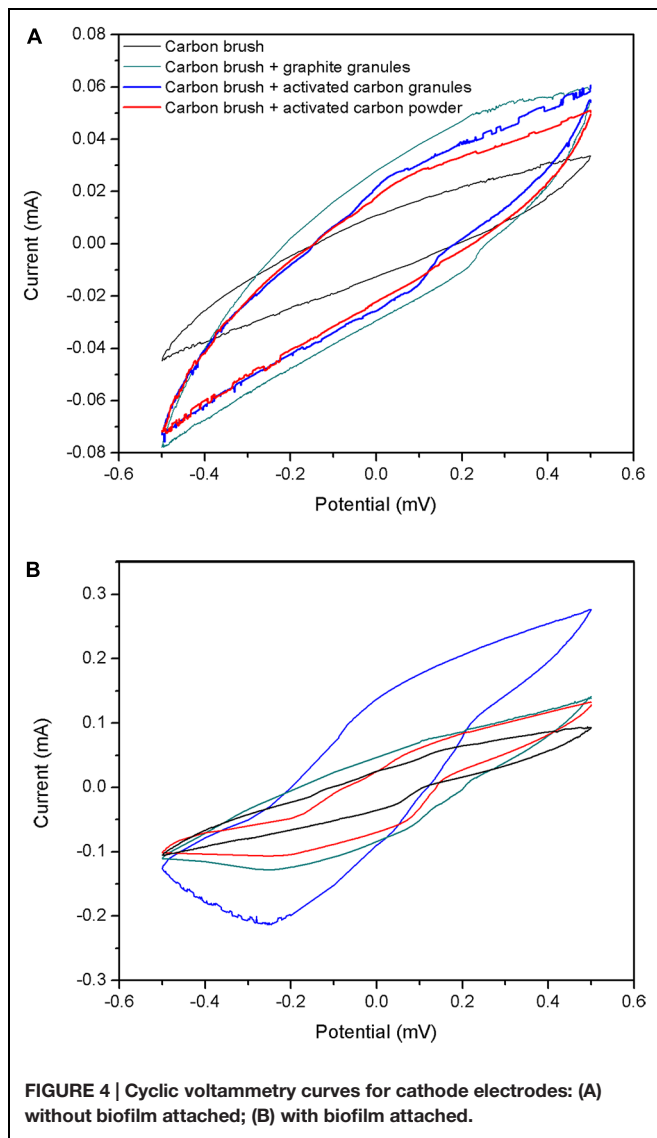 A
Carbon brush
Carbon brush + graphite granules
Carbon brush + activated carbon granules
Carbon brush + activated carbon powder
0.06
0.04
0.02
0.00
-0.02
-0.04
-0.06
-0.08
Current (mA)
-0.6
-0.4
-0.2
0.0
0.2
0.4
0.6
Potential (mV)
B
0.3
0.2
0.1
0.0
-0.1
-0.2
-0.3
Current (mA)
-0.6
-0.4
-0.2
0.0
0.2
0.4
0.6
Potential (mV)
FIGURE 4 | Cyclic voltammetry curves for cathode electrodes: (A)
without biofilm attached; (B) with biofilm attached.